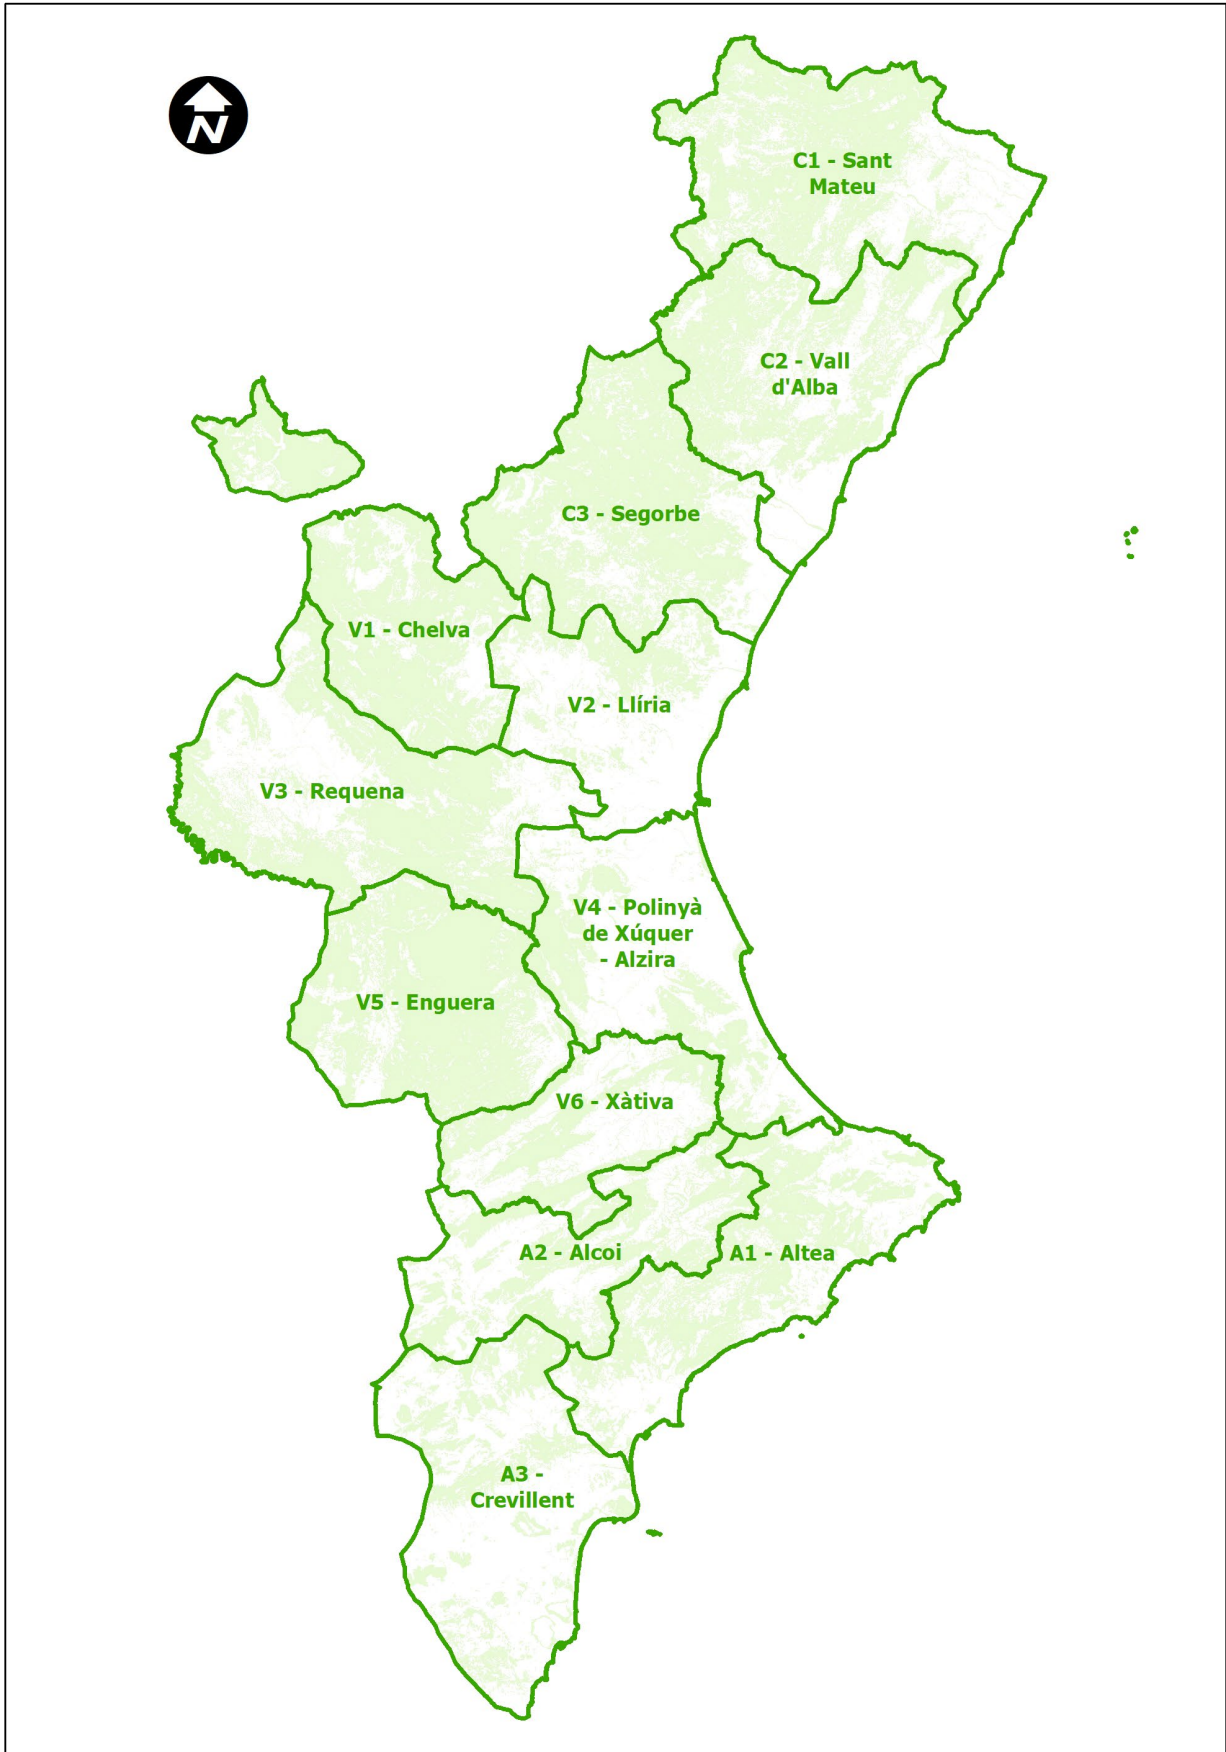 N
C1 - Sant
Mateu
C2 - Vall
d'Alba
C3 - Segorbe
V1 - Chelva
V2 - Llíria
V3 - Requena
V4 - Polinyà
de Xúquer
- Alzira
V5 - Enguera
V6 - Xàtiva
A2 - Alcoi
A1 - Altea
A3 -
Crevillent